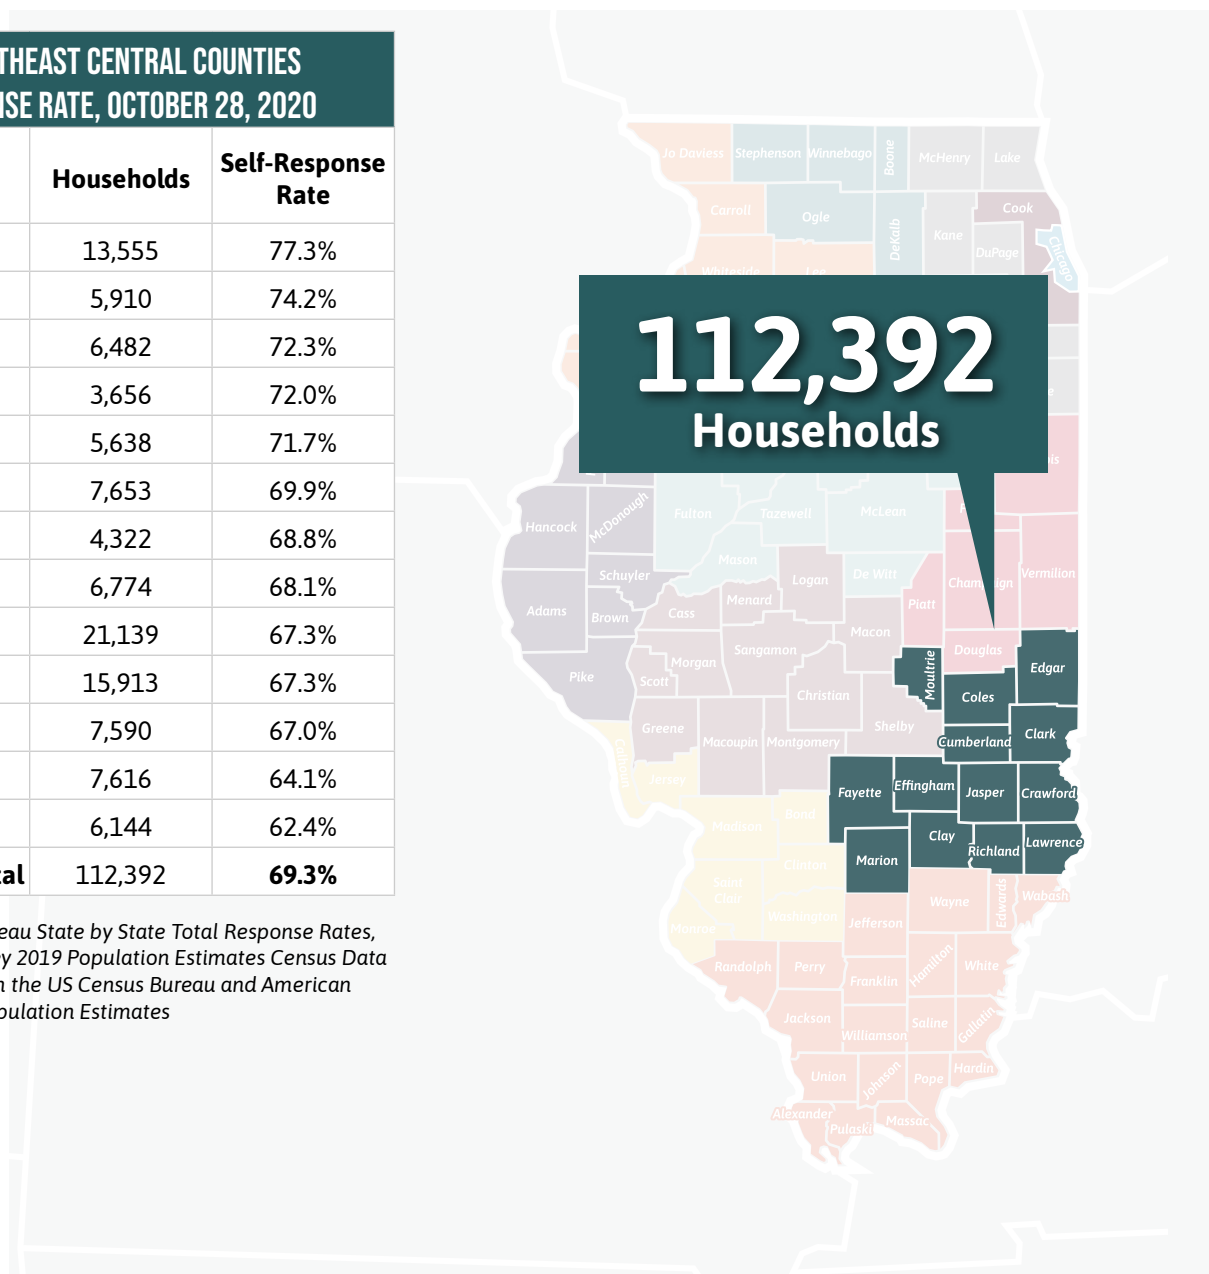 THEAST CENTRAL COUNTIES
SE RATE, OCTOBER 28, 2020
Households Self-Response Rate
13,555 77.3%
5,910 74.2%
6,482 72.3%
3,656 72.0%
5,638 71.7%
7,653 69.9%
4,322 68.8%
6,774 68.1%
21,139 67.3%
15,913 67.3%
7,590 67.0%
7,616 64.1%
6,144 62.4%
tal 112,392 69.3%
eau State by State Total Response Rates,
y 2019 Population Estimates Census Data
n the US Census Bureau and American
pulation Estimates
112,392
Households
Jo Daviess
Stephenson
Winnebago
Boone
McHenry
Lake
Carroll
Ogle
DeKalb
Kane
Cook
DuPage
Chicago
Whiteside
Lee
Hancock
McDonough
Fulton
Tazewell
McLean
Mason
Schuyler
Logan
De Witt
Champaign
Vermilion
Piatt
Adams
Brown
Cass
Menard
Macon
Sangamon
Douglas
Edgar
Moultrie
Pike
Scott
Morgan
Christian
Coles
Shelby
Greene
Macoupin
Montgomery
Cumberland
Clark
Calhoun
Jersey
Fayette
Effingham
Jasper
Crawford
Madison
Bond
Clay
Richland
Lawrence
Marion
Clinton
Saint
Clair
Washington
Monroe
Wayne
Edwards
Wabash
Jefferson
Randolph
Perry
Franklin
Hamilton
White
Jackson
Williamson
Saline
Gallatin
Union
Johnson
Pope
Hardin
Alexander
Pulaski
Massac